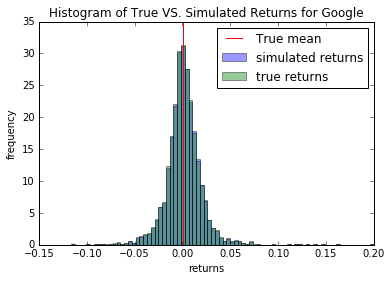 Histogram of True VS. Simulated Returns for Google
35
30
25
20
15
10
5
0
frequency
True mean
simulated returns
true returns
−0.15 −0.10 −0.05 0.00 0.05 0.10 0.15 0.20
returns